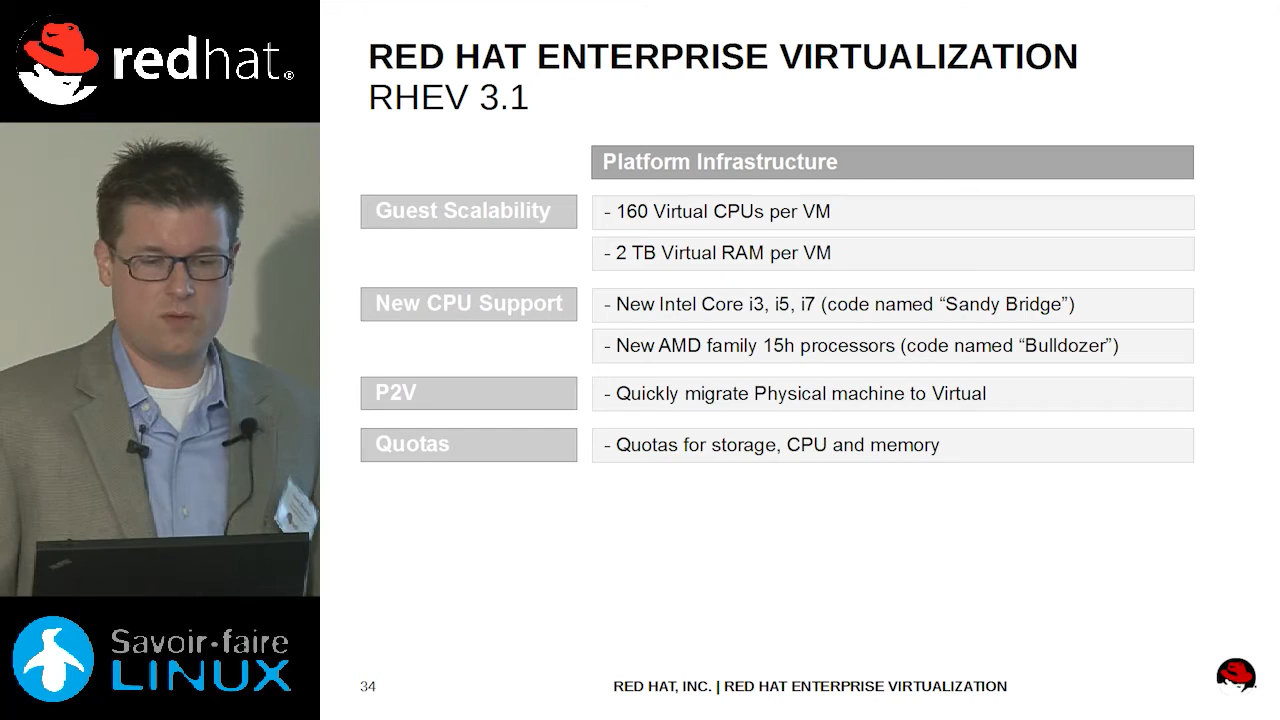 redhat.®
RED HAT ENTERPRISE VIRTUALIZATION
RHEV 3.1
Platform Infrastructure
Guest Scalability
- 160 Virtual CPUs per VM
- 2 TB Virtual RAM per VM
New CPU Support
- New Intel Core i3, i5, i7 (code named “Sandy Bridge”)
- New AMD family 15h processors (code named “Bulldozer”)
P2V
- Quickly migrate Physical machine to Virtual
Quotas
- Quotas for storage, CPU and memory
Savoir-faire
LINUX
34
RED HAT, INC. | RED HAT ENTERPRISE VIRTUALIZATION